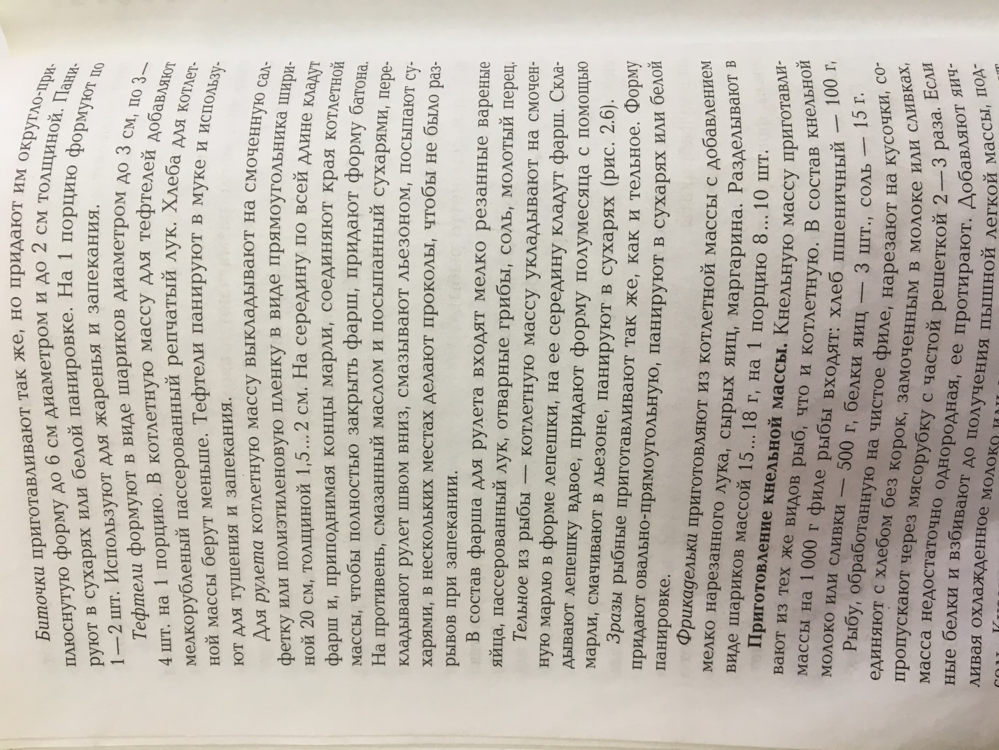 Биточки приготавливают так же, но придают им округло-при-
плюснутую форму до 6 см диаметром и до 2 см толщиной. Пани-
руют в сухарях или белой панировке. На 1 порцию формуют по
1—2 шт. Используют для жаренья и запекания.
Тефтели формуют в виде шариков диаметром до 3 см, по 3—
4 шт. на 1 порцию. В котлетную массу для тефтелей добавляют
мелкорубленый пассерованный репчатый лук. Хлеба для котлет-
ной массы берут меньше. Тефтели панируют в муке и использу-
ют для тушения и запекания.
Для рулета котлетную массу выкладывают на смоченную сал-
фетку или полиэтиленовую пленку в виде прямоугольника шири-
ной 20 см, толщиной 1,5...2 см. На середину по всей длине кладут
фарш и, приподнимая концы марли, соединяют края котлетной
массы, чтобы полностью закрыть фарш, придают форму батона.
На противень, смазанный маслом и посыпанный сухарями, пере-
кладывают рулет швом вниз, смазывают льезоном, посыпают су-
харями, в нескольких местах делают проколы, чтобы не было раз-
рывов при запекании.
В состав фарша для рулета входят мелко резанные вареные
яйца, пассерованный лук, отварные грибы, соль, молотый перец.
Тельное из рыбы — котлетную массу укладывают на смочен-
ную марлю в форме лепешки, на ее середину кладут фарш. Скла-
дывают лепешку вдвое, придают форму полумесяца с помощью
марли, смачивают в льезоне, панируют в сухарях (рис. 2.6).
Зразы рыбные приготавливают так же, как и тельное. Форму
придают овально-прямоугольную, панируют в сухарях или белой
панировке.
Фрикадельки приготовляют из котлетной массы с добавлением
мелко нарезанного лука, сырых яиц, маргарина. Разделывают в
виде шариков массой 15...18 г, на 1 порцию 8...10 шт.
Приготовление кнельной массы. Кнельную массу приготавли-
вают из тех же видов рыб, что и котлетную. В состав кнельной
массы на 1 000 г филе рыбы входят: хлеб пшеничный — 100 г,
молоко или сливки — 500 г, белки яиц — 3 шт., соль — 15 г.
Рыбу, обработанную на чистое филе, нарезают на кусочки, со-
единяют с хлебом без корок, замоченным в молоке или сливках,
пропускают через мясорубку с частой решеткой 2—3 раза. Если
масса недостаточно однородная, ее протирают. Добавляют яич-
ные белки и взбивают до получения пышной легкой массы, под-
ливая охлажденное молоко или